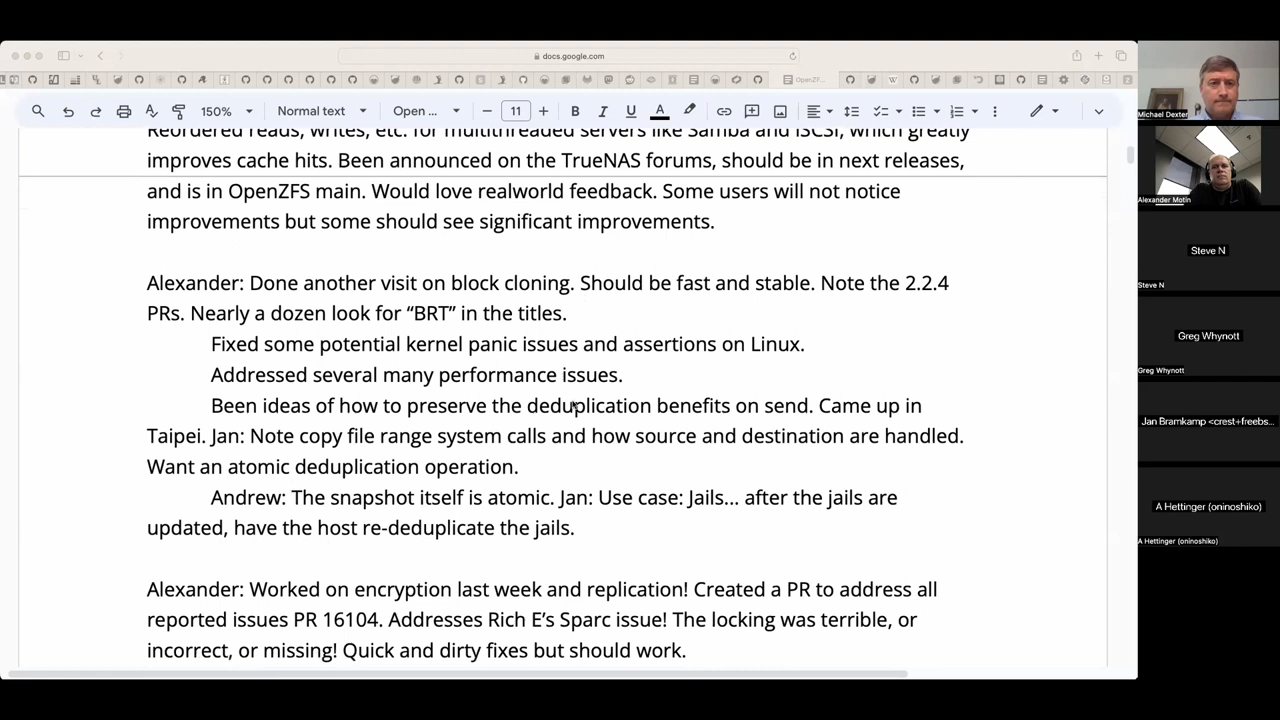 docs.google.com
OpenZF...
150%
Normal text
Open ...
11
Reordered reads, writes, etc. for multithreaded servers like Samba and iSCSI, which greatly
improves cache hits. Been announced on the TrueNAS forums, should be in next releases,
and is in OpenZFS main. Would love realworld feedback. Some users will not notice
improvements but some should see significant improvements.
Alexander: Done another visit on block cloning. Should be fast and stable. Note the 2.2.4
PRs. Nearly a dozen look for “BRT” in the titles.
Fixed some potential kernel panic issues and assertions on Linux.
Addressed several many performance issues.
Been ideas of how to preserve the deduplication benefits on send. Came up in
Taipei. Jan: Note copy file range system calls and how source and destination are handled.
Want an atomic deduplication operation.
Andrew: The snapshot itself is atomic. Jan: Use case: Jails... after the jails are
updated, have the host re-deduplicate the jails.
Alexander: Worked on encryption last week and replication! Created a PR to address all
reported issues PR 16104. Addresses Rich E’s Sparc issue! The locking was terrible, or
incorrect, or missing! Quick and dirty fixes but should work.
Michael Dexter
Alexander Motin
Steve N
Steve N
Greg Whynott
Greg Whynott
Jan Bramkamp <crest+freebs...
A Hettinger (oninoshiko)
A Hettinger (oninoshiko)